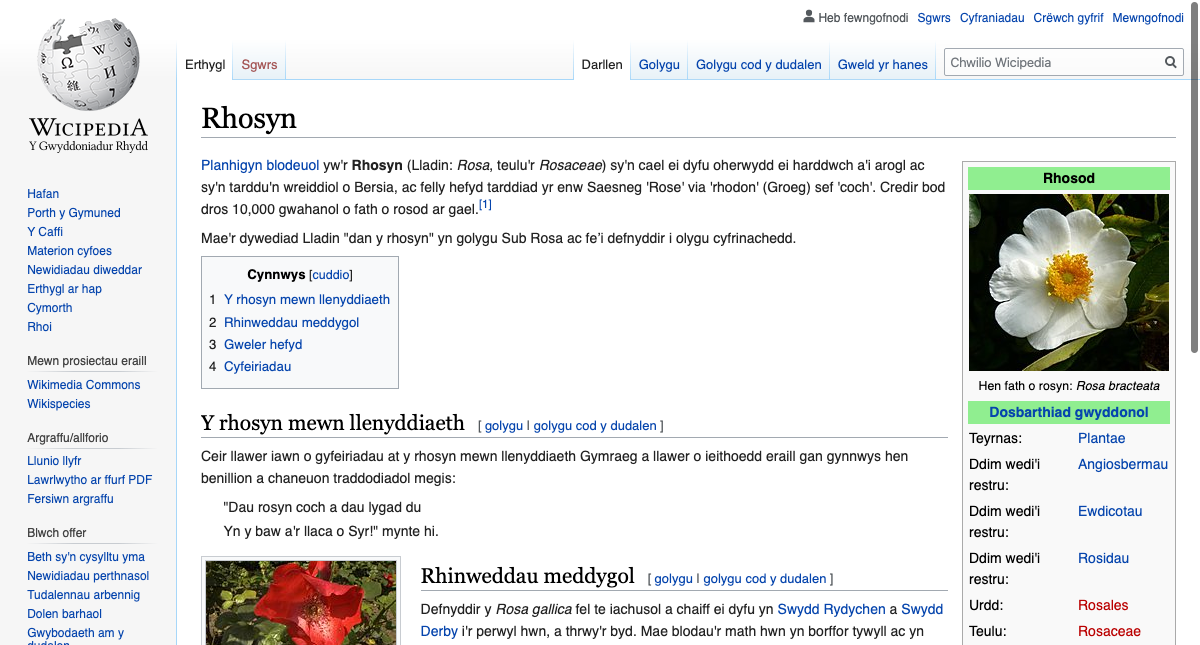 Heb fewngofnodi Sgwrs Cyfraniadau Crëwch gyfrif Mewngofnodi
Erthygl Sgwrs Darllen Golygu Golygu cod y dudalen Gweld yr hanes Chwilio Wicipedia
WICIPEDIA
Y Gwyddoniadur Rhydd
Hafan
Porth y Gymuned
Y Caffi
Materion cyfoes
Newidiadau diweddar
Erthygl ar hap
Cymorth
Rhoi
Mewn prosiectau eraill
Wikimedia Commons
Wikispecies
Argraffu/allforio
Llunio llyfr
Lawrlwytho ar ffurf PDF
Fersiwn argraffu
Blwch offer
Beth sy'n cysylltu yma
Newidiadau perthnasol
Tudalennau arbennig
Dolen barhaol
Gwybodaeth am y
dudalen
Rhosyn
Planhigyn blodeuol yw'r Rhosyn (Lladin: Rosa, teulu'r Rosaceae) sy'n cael ei dyfu oherwydd ei harddwch a'i arogl ac
sy'n tarddu'n wreiddiol o Bersia, ac felly hefyd tarddiad yr enw Saesneg 'Rose' via 'rhodon' (Groeg) sef 'coch'. Credir bod
dros 10,000 gwahanol o fath o rosod ar gael.[1]
Mae'r dywediad Lladin "dan y rhosyn" yn golygu Sub Rosa ac fe'i defnyddir i olygu cyfrinachedd.
Cynnwys [cuddio]
1 Y rhosyn mewn llenyddiaeth
2 Rhinweddau meddygol
3 Gweler hefyd
4 Cyfeiriadau
Y rhosyn mewn llenyddiaeth [ golygu | golygu cod y dudalen ]
Ceir llawer iawn o gyfeiriadau at y rhosyn mewn llenyddiaeth Gymraeg a llawer o ieithoedd eraill gan gynnwys hen
benillion a chaneuon traddodiadol megis:
"Dau rosyn coch a dau lygad du
Yn y baw a'r llaca o Syr!" mynte hi.
Rhinweddau meddygol [ golygu | golygu cod y dudalen ]
Defnyddir y Rosa gallica fel te iachusol a chaiff ei dyfu yn Swydd Rydychen a Swydd
Derby i'r perwyl hwn, a thrwy'r byd. Mae blodau'r math hwn yn borffor tywyll ac yn
Rhosod
Hen fath o rosyn: Rosa bracteata
Dosbarthiad gwyddonol
Teyrnas: Plantae
Ddim wedi'i restru: Angiosbermau
Ddim wedi'i restru: Ewdicotau
Ddim wedi'i restru: Rosidau
Urdd: Rosales
Teulu: Rosaceae